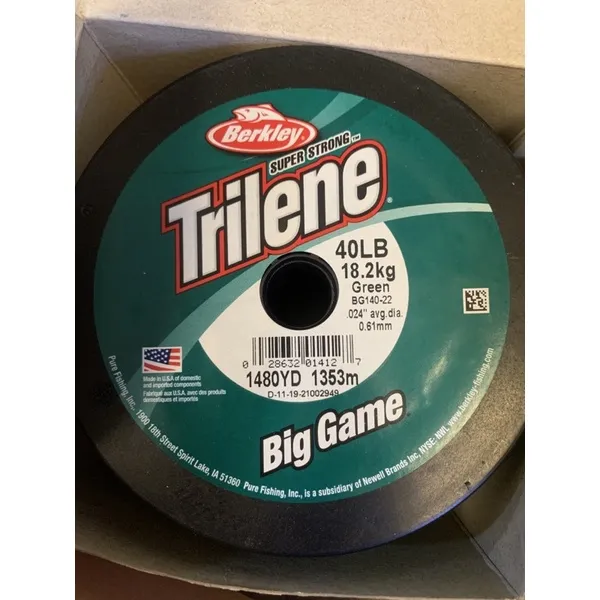 Berkley
SUPER STRONG™
Trilene®
40LB
18.2kg
Green
BG140-22
.024" avg.dia.
0.61mm
0 28632 01412 7
1480YD 1353m
D-11-19-21002949
Made in U.S.A of domestic
and imported components
Fabriqué aux U.S.A. avec des produits
domestiques et importés
Big Game
Pure Fishing, Inc., 1900 18th Street Spirit Lake, IA 51360 Pure Fishing, Inc., is a subsidiary of Newell Brands Inc, NYSE: NWL www.berkley-fishing.com